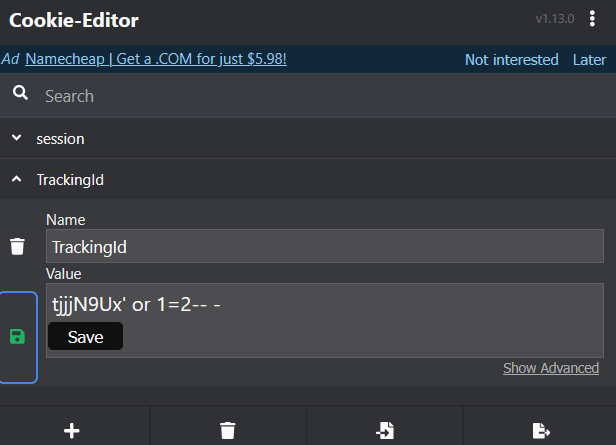 Cookie-Editor
v1.13.0
Ad Namecheap | Get a .COM for just $5.98!
Not interested Later
Search
session
TrackingId
Name
TrackingId
Value
tjjjN9Ux' or 1=2-- -
Save
Show Advanced